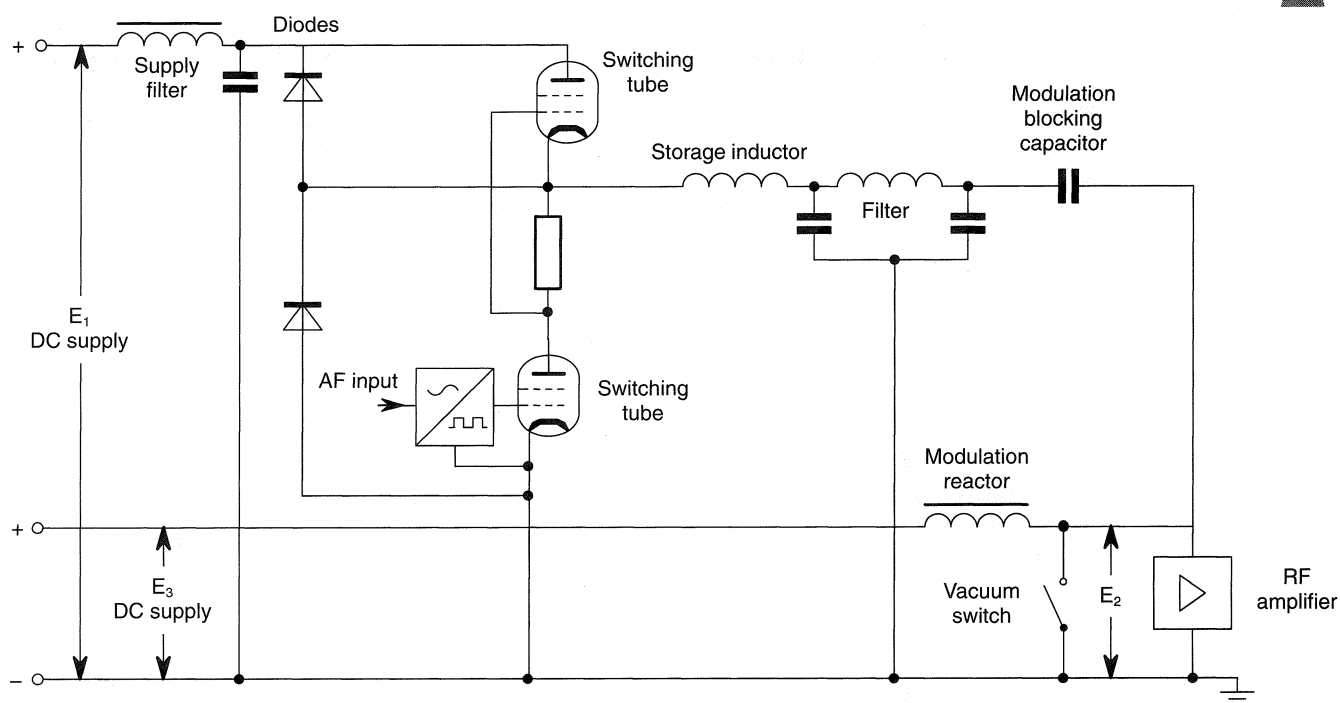 Diodes
+
Supply
filter
Switching
tube
Modulation
blocking
capacitor
Storage inductor
Filter
E₁
DC supply
AF input
Switching
tube
Modulation
reactor
+
E₃
DC supply
Vacuum
switch
E₂
RF
amplifier
–